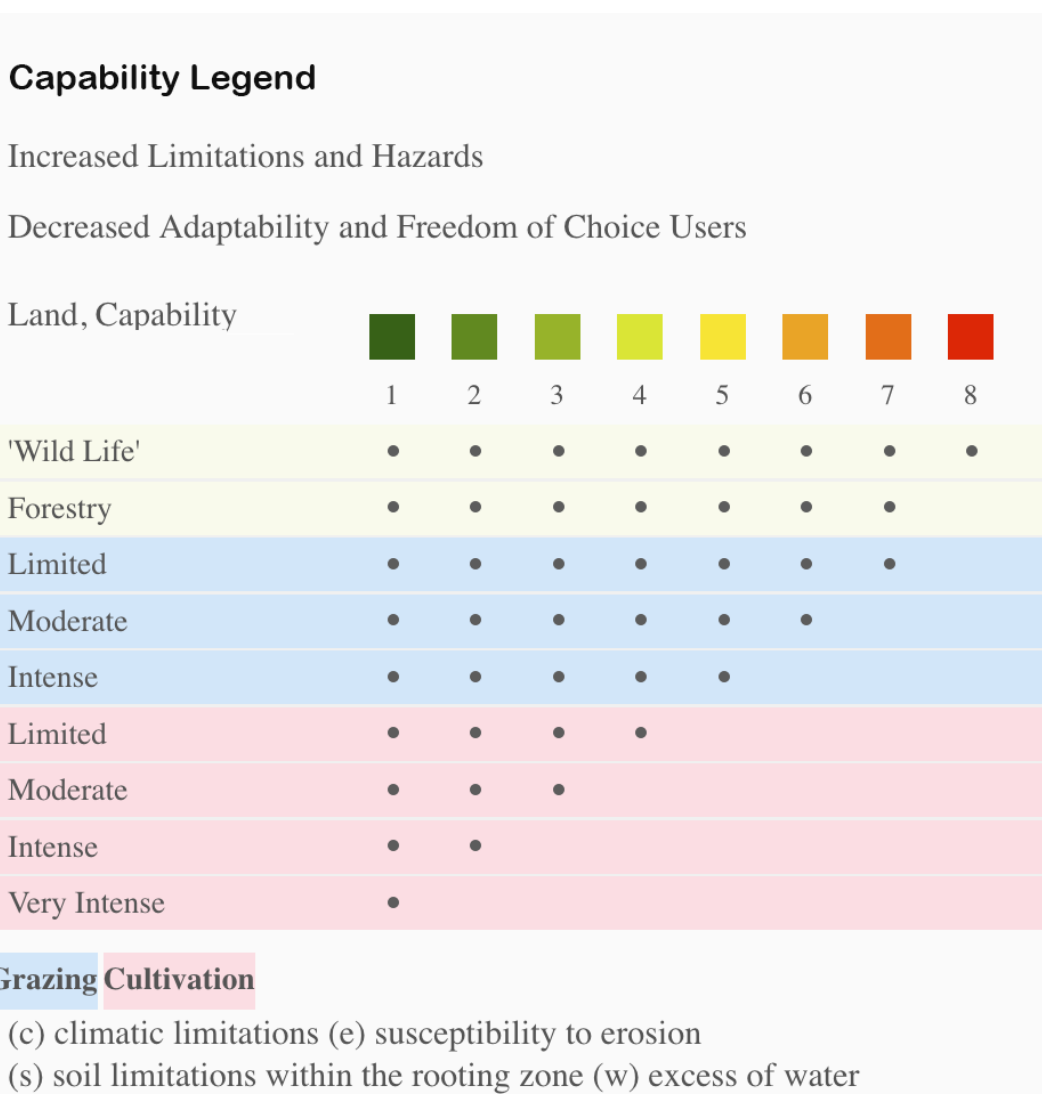 Capability Legend
Increased Limitations and Hazards
Decreased Adaptability and Freedom of Choice Users
Land, Capability
1 2 3 4 5 6 7 8
'Wild Life' • • • • • • • •
Forestry • • • • • • •
Limited • • • • • • •
Moderate • • • • • •
Intense • • • • •
Limited • • • •
Moderate • • •
Intense • •
Very Intense •
Grazing Cultivation
(c) climatic limitations (e) susceptibility to erosion
(s) soil limitations within the rooting zone (w) excess of water